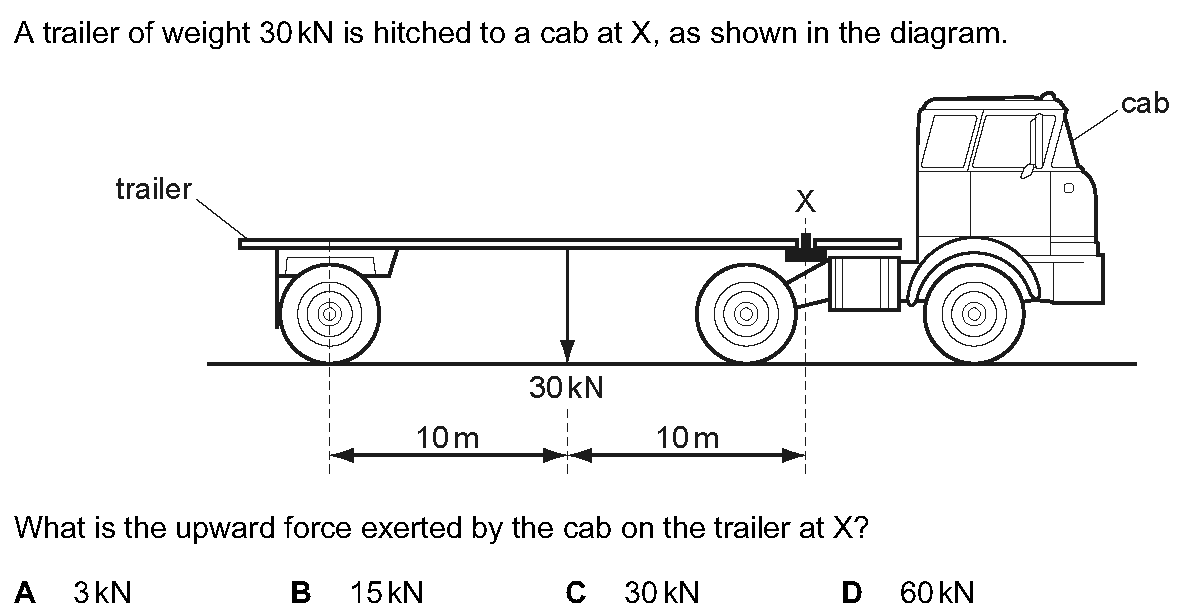 A trailer of weight 30 kN is hitched to a cab at X, as shown in the diagram.
cab
trailer
X
30 kN
10 m 10 m
What is the upward force exerted by the cab on the trailer at X?
A 3 kN B 15 kN C 30 kN D 60 kN